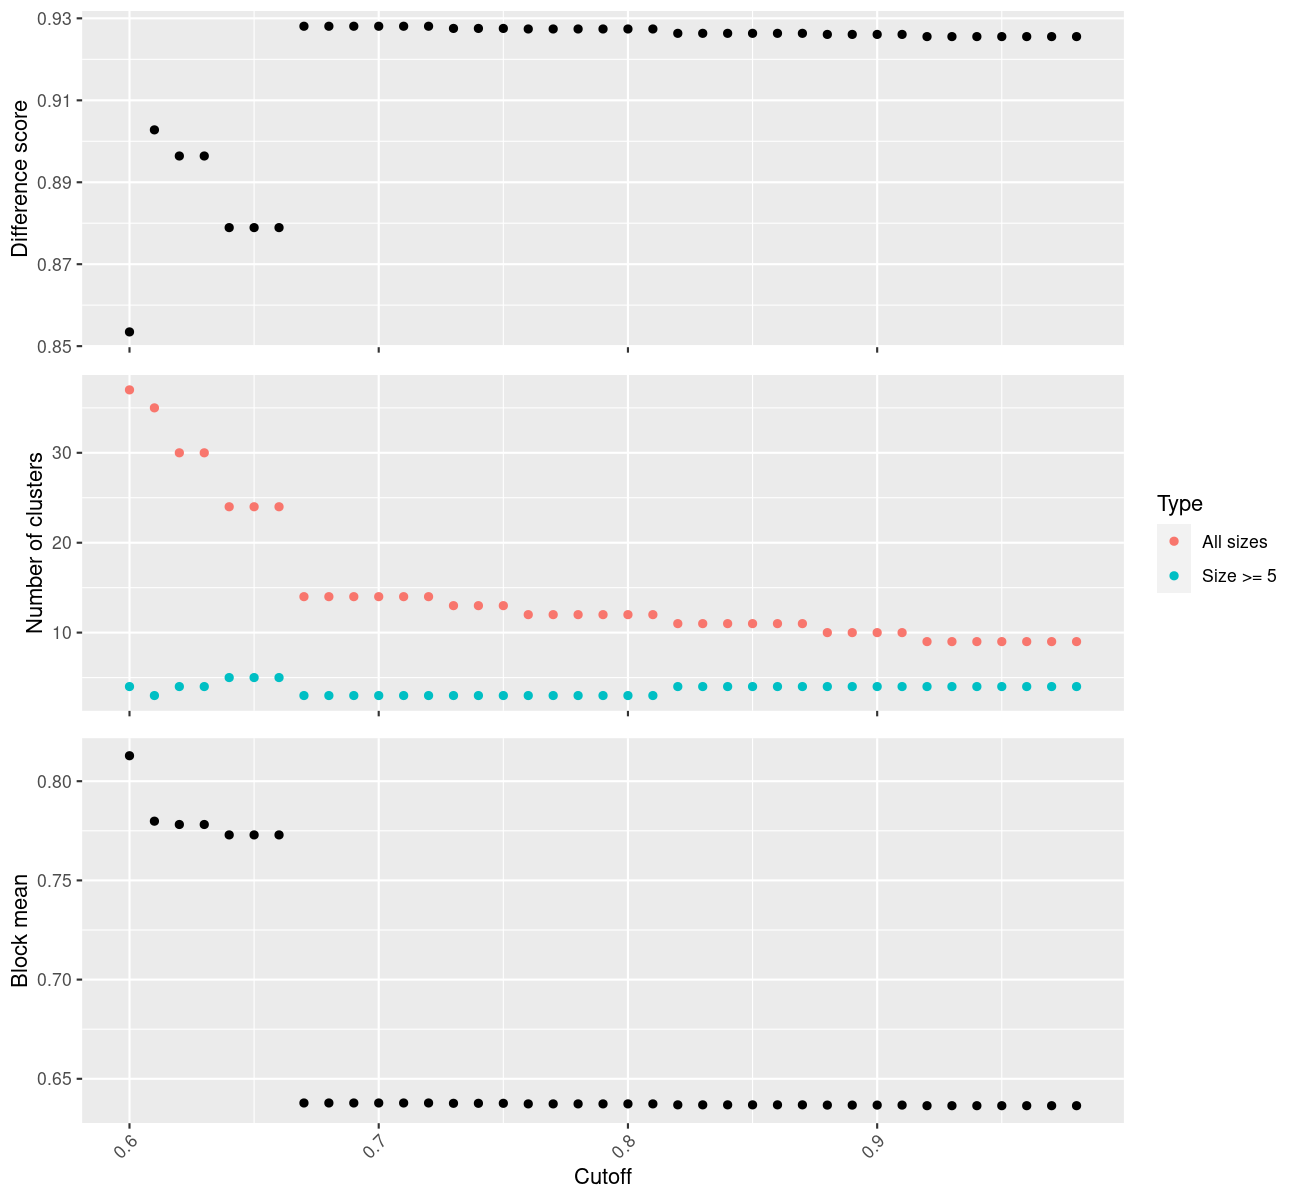 0.93
0.91
0.89
0.87
0.85
Difference score
30
20
10
Number of clusters
0.80
0.75
0.70
0.65
Block mean
0.6
0.7
0.8
0.9
Cutoff
Type
All sizes
Size >= 5